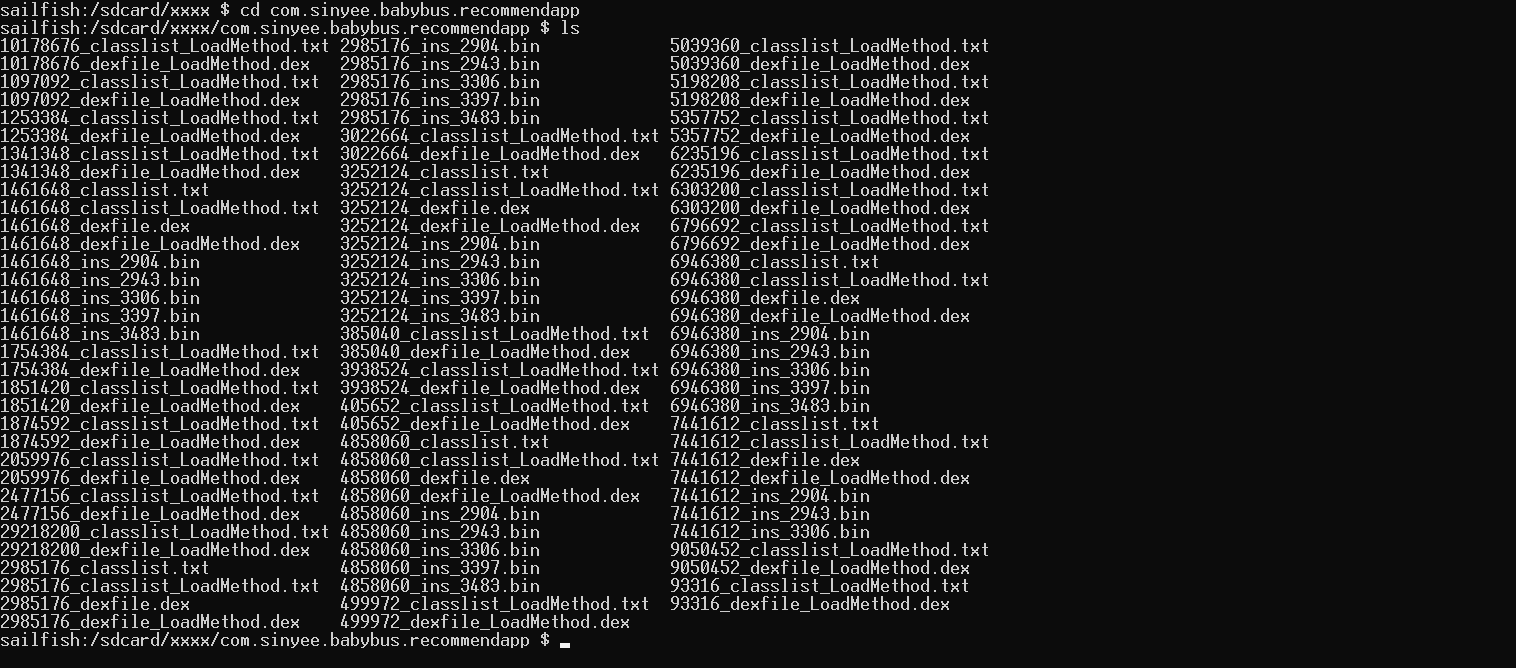 sailfish:/sdcard/xxxx $ cd com.sinyee.babybus.recommendapp
sailfish:/sdcard/xxxx/com.sinyee.babybus.recommendapp $ ls
10178676_classlist_LoadMethod.txt 2985176_ins_2904.bin 5039360_classlist_LoadMethod.txt
10178676_dexfile_LoadMethod.dex 2985176_ins_2943.bin 5039360_dexfile_LoadMethod.dex
1097092_classlist_LoadMethod.txt 2985176_ins_3306.bin 5198208_classlist_LoadMethod.txt
1097092_dexfile_LoadMethod.dex 2985176_ins_3397.bin 5198208_dexfile_LoadMethod.dex
1253384_classlist_LoadMethod.txt 2985176_ins_3483.bin 5357752_classlist_LoadMethod.txt
1253384_dexfile_LoadMethod.dex 3022664_classlist_LoadMethod.txt 5357752_dexfile_LoadMethod.dex
1341348_classlist_LoadMethod.txt 3022664_dexfile_LoadMethod.dex 6235196_classlist_LoadMethod.txt
1341348_dexfile_LoadMethod.dex 3252124_classlist.txt 6235196_dexfile_LoadMethod.dex
1461648_classlist.txt 3252124_classlist_LoadMethod.txt 6303200_classlist_LoadMethod.txt
1461648_classlist_LoadMethod.txt 3252124_dexfile.dex 6303200_dexfile_LoadMethod.dex
1461648_dexfile.dex 3252124_dexfile_LoadMethod.dex 6796692_classlist_LoadMethod.txt
1461648_dexfile_LoadMethod.dex 3252124_ins_2904.bin 6796692_dexfile_LoadMethod.dex
1461648_ins_2904.bin 3252124_ins_2943.bin 6946380_classlist.txt
1461648_ins_2943.bin 3252124_ins_3306.bin 6946380_classlist_LoadMethod.txt
1461648_ins_3306.bin 3252124_ins_3397.bin 6946380_dexfile.dex
1461648_ins_3397.bin 3252124_ins_3483.bin 6946380_dexfile_LoadMethod.dex
1461648_ins_3483.bin 385040_classlist_LoadMethod.txt 6946380_ins_2904.bin
1754384_classlist_LoadMethod.txt 385040_dexfile_LoadMethod.dex 6946380_ins_2943.bin
1754384_dexfile_LoadMethod.dex 3938524_classlist_LoadMethod.txt 6946380_ins_3306.bin
1851420_classlist_LoadMethod.txt 3938524_dexfile_LoadMethod.dex 6946380_ins_3397.bin
1851420_dexfile_LoadMethod.dex 405652_classlist_LoadMethod.txt 6946380_ins_3483.bin
1874592_classlist_LoadMethod.txt 405652_dexfile_LoadMethod.dex 7441612_classlist.txt
1874592_dexfile_LoadMethod.dex 4858060_classlist.txt 7441612_classlist_LoadMethod.txt
2059976_classlist_LoadMethod.txt 4858060_classlist_LoadMethod.txt 7441612_dexfile.dex
2059976_dexfile_LoadMethod.dex 4858060_dexfile.dex 7441612_dexfile_LoadMethod.dex
2477156_classlist_LoadMethod.txt 4858060_dexfile_LoadMethod.dex 7441612_ins_2904.bin
2477156_dexfile_LoadMethod.dex 4858060_ins_2904.bin 7441612_ins_2943.bin
29218200_classlist_LoadMethod.txt 4858060_ins_2943.bin 7441612_ins_3306.bin
29218200_dexfile_LoadMethod.dex 4858060_ins_3306.bin 9050452_classlist_LoadMethod.txt
2985176_classlist.txt 4858060_ins_3397.bin 9050452_dexfile_LoadMethod.dex
2985176_classlist_LoadMethod.txt 4858060_ins_3483.bin 93316_classlist_LoadMethod.txt
2985176_dexfile.dex 499972_classlist_LoadMethod.txt 93316_dexfile_LoadMethod.dex
2985176_dexfile_LoadMethod.dex 499972_dexfile_LoadMethod.dex
sailfish:/sdcard/xxxx/com.sinyee.babybus.recommendapp $